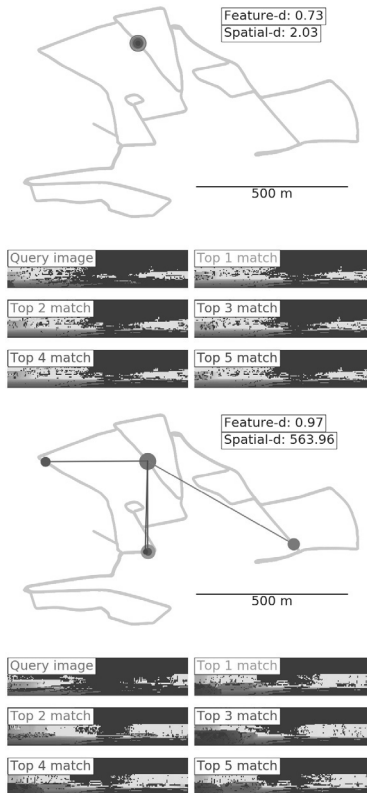 Feature-d: 0.73
Spatial-d: 2.03
500 m
Query image
Top 1 match
Top 2 match
Top 3 match
Top 4 match
Top 5 match
Feature-d: 0.97
Spatial-d: 563.96
500 m
Query image
Top 1 match
Top 2 match
Top 3 match
Top 4 match
Top 5 match